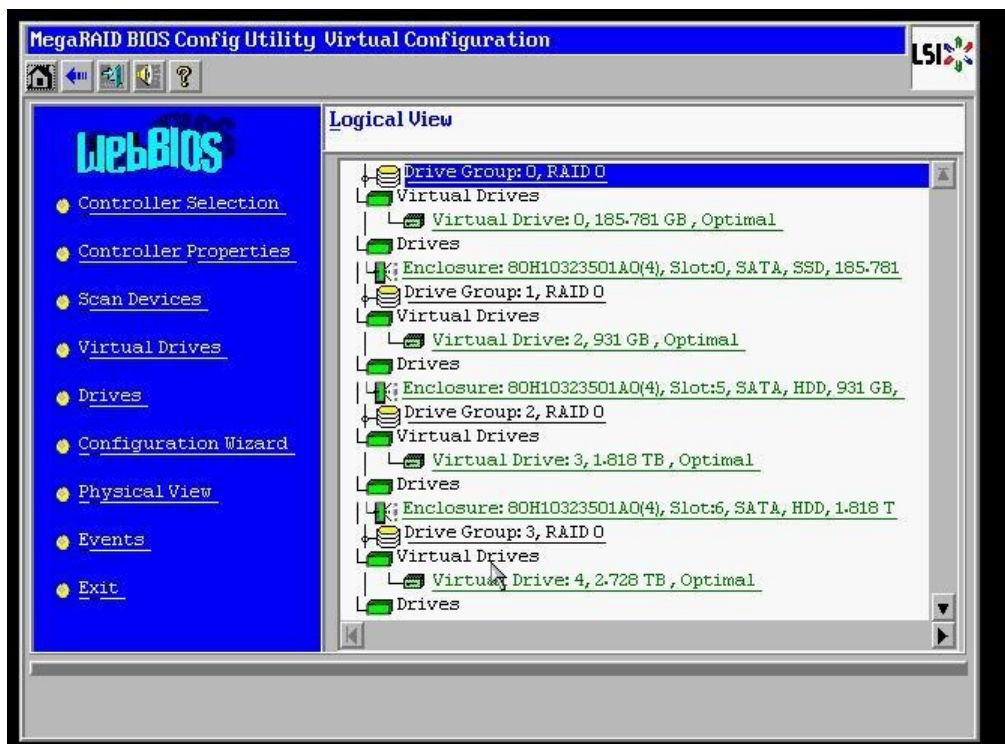 MegaRAID BIOS Config Utility Virtual Configuration
LSI
WebBIOS
Controller Selection
Controller Properties
Scan Devices
Virtual Drives
Drives
Configuration Wizard
Physical View
Events
Exit
Logical View
Drive Group: 0, RAID 0
Virtual Drives
Virtual Drive: 0, 185.781 GB , Optimal
Drives
Enclosure: 80H10323501A0(4), Slot:0, SATA, SSD, 185.781
Drive Group: 1, RAID 0
Virtual Drives
Virtual Drive: 2, 931 GB , Optimal
Drives
Enclosure: 80H10323501A0(4), Slot:5, SATA, HDD, 931 GB,
Drive Group: 2, RAID 0
Virtual Drives
Virtual Drive: 3, 1.818 TB , Optimal
Drives
Enclosure: 80H10323501A0(4), Slot:6, SATA, HDD, 1.818 T
Drive Group: 3, RAID 0
Virtual Drives
Virtual Drive: 4, 2.728 TB , Optimal
Drives